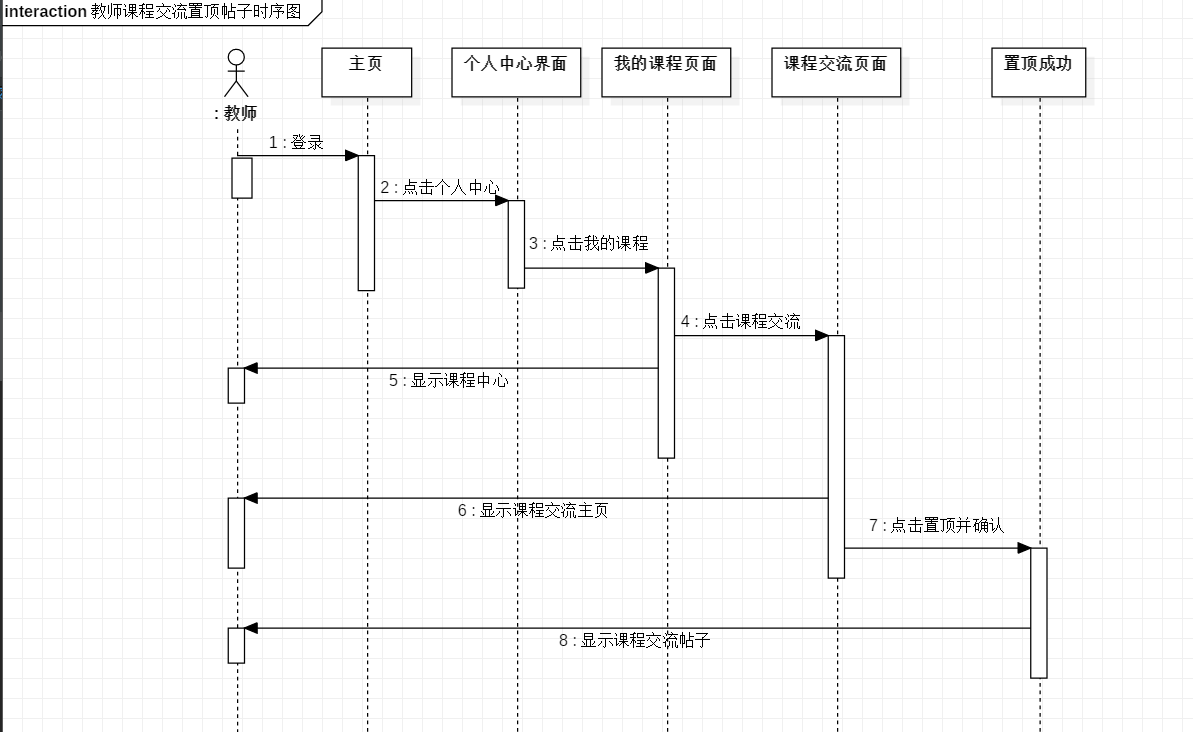 interaction 教师课程交流置顶帖子时序图
: 教师
主页
个人中心界面
我的课程页面
课程交流页面
置顶成功
1 : 登录
2 : 点击个人中心
3 : 点击我的课程
4 : 点击课程交流
5 : 显示课程中心
6 : 显示课程交流主页
7 : 点击置顶并确认
8 : 显示课程交流帖子